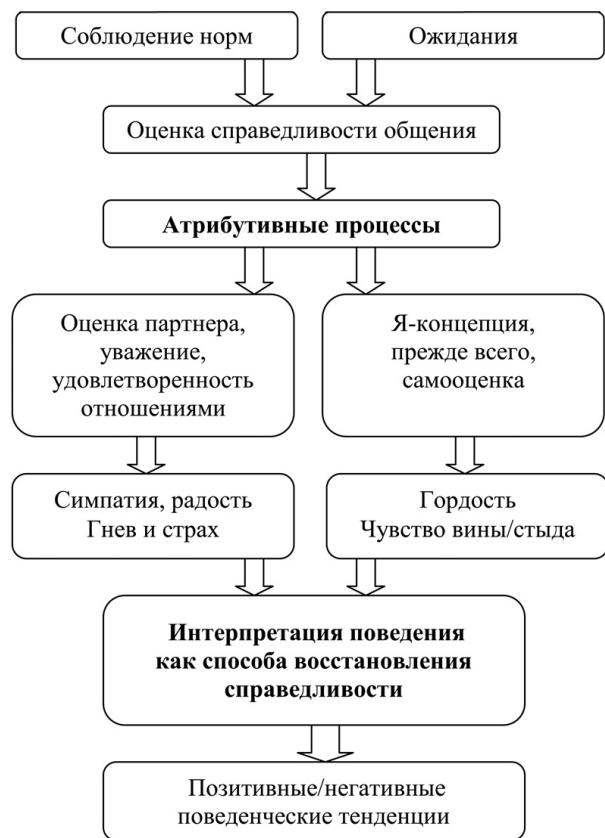 Соблюдение норм
Ожидания
Оценка справедливости общения
Атрибутивные процессы
Оценка партнера,
уважение,
удовлетворенность
отношениями
Я-концепция,
прежде всего,
самооценка
Симпатия, радость
Гнев и страх
Гордость
Чувство вины/стыда
Интерпретация поведения
как способа восстановления
справедливости
Позитивные/негативные
поведенческие тенденции